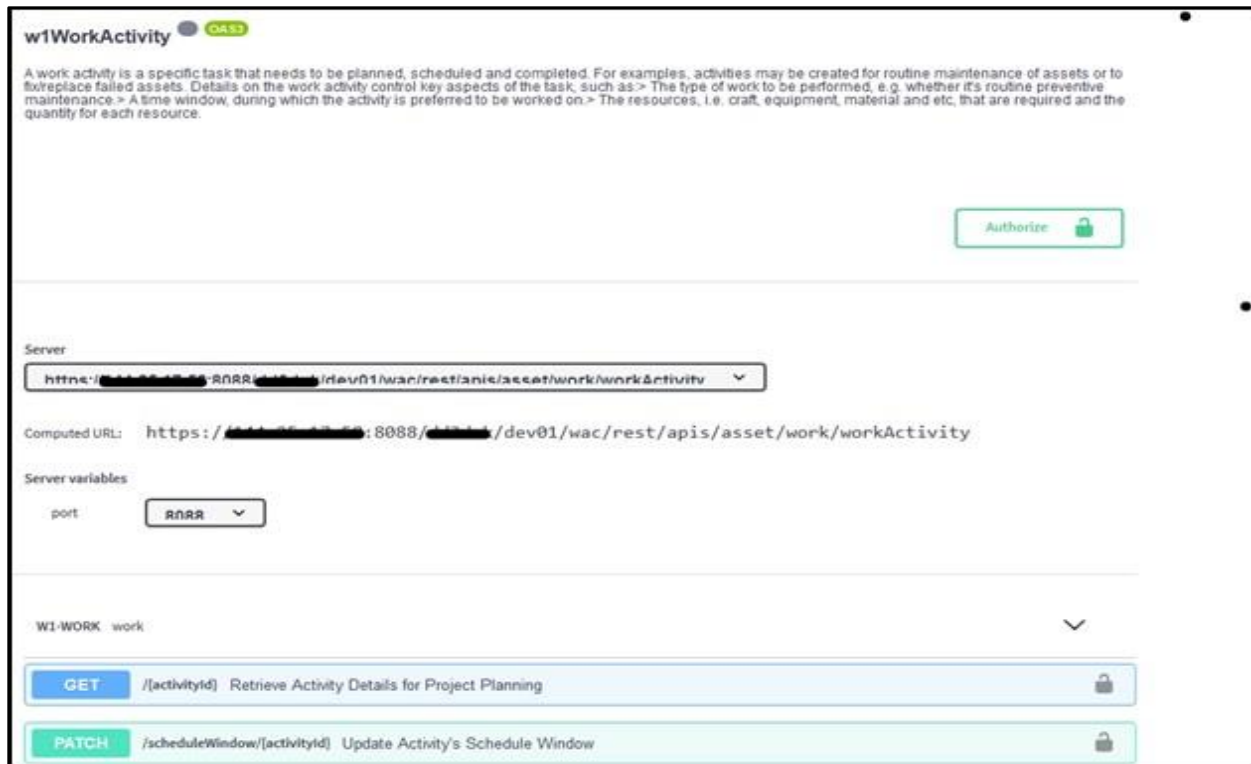 w1WorkActivity OAS3
A work activity is a specific task that needs to be planned, scheduled and completed. For examples, activities may be created for routine maintenance of assets or to
fix/replace failed assets. Details on the work activity control key aspects of the task, such as:> The type of work to be performed, e.g. whether it's routine preventive
maintenance.> A time window, during which the activity is preferred to be worked on.> The resources, i.e. craft, equipment, material and etc, that are required and the
quantity for each resource.
Authorize
Server
https:/ :8088/ /dev01/wac/rest/apis/asset/work/workActivity
Computed URL: https:/ :8088/ /dev01/wac/rest/apis/asset/work/workActivity
Server variables
port 8088
W1-WORK work
GET /{activityId} Retrieve Activity Details for Project Planning
PATCH /scheduleWindow/{activityId} Update Activity's Schedule Window